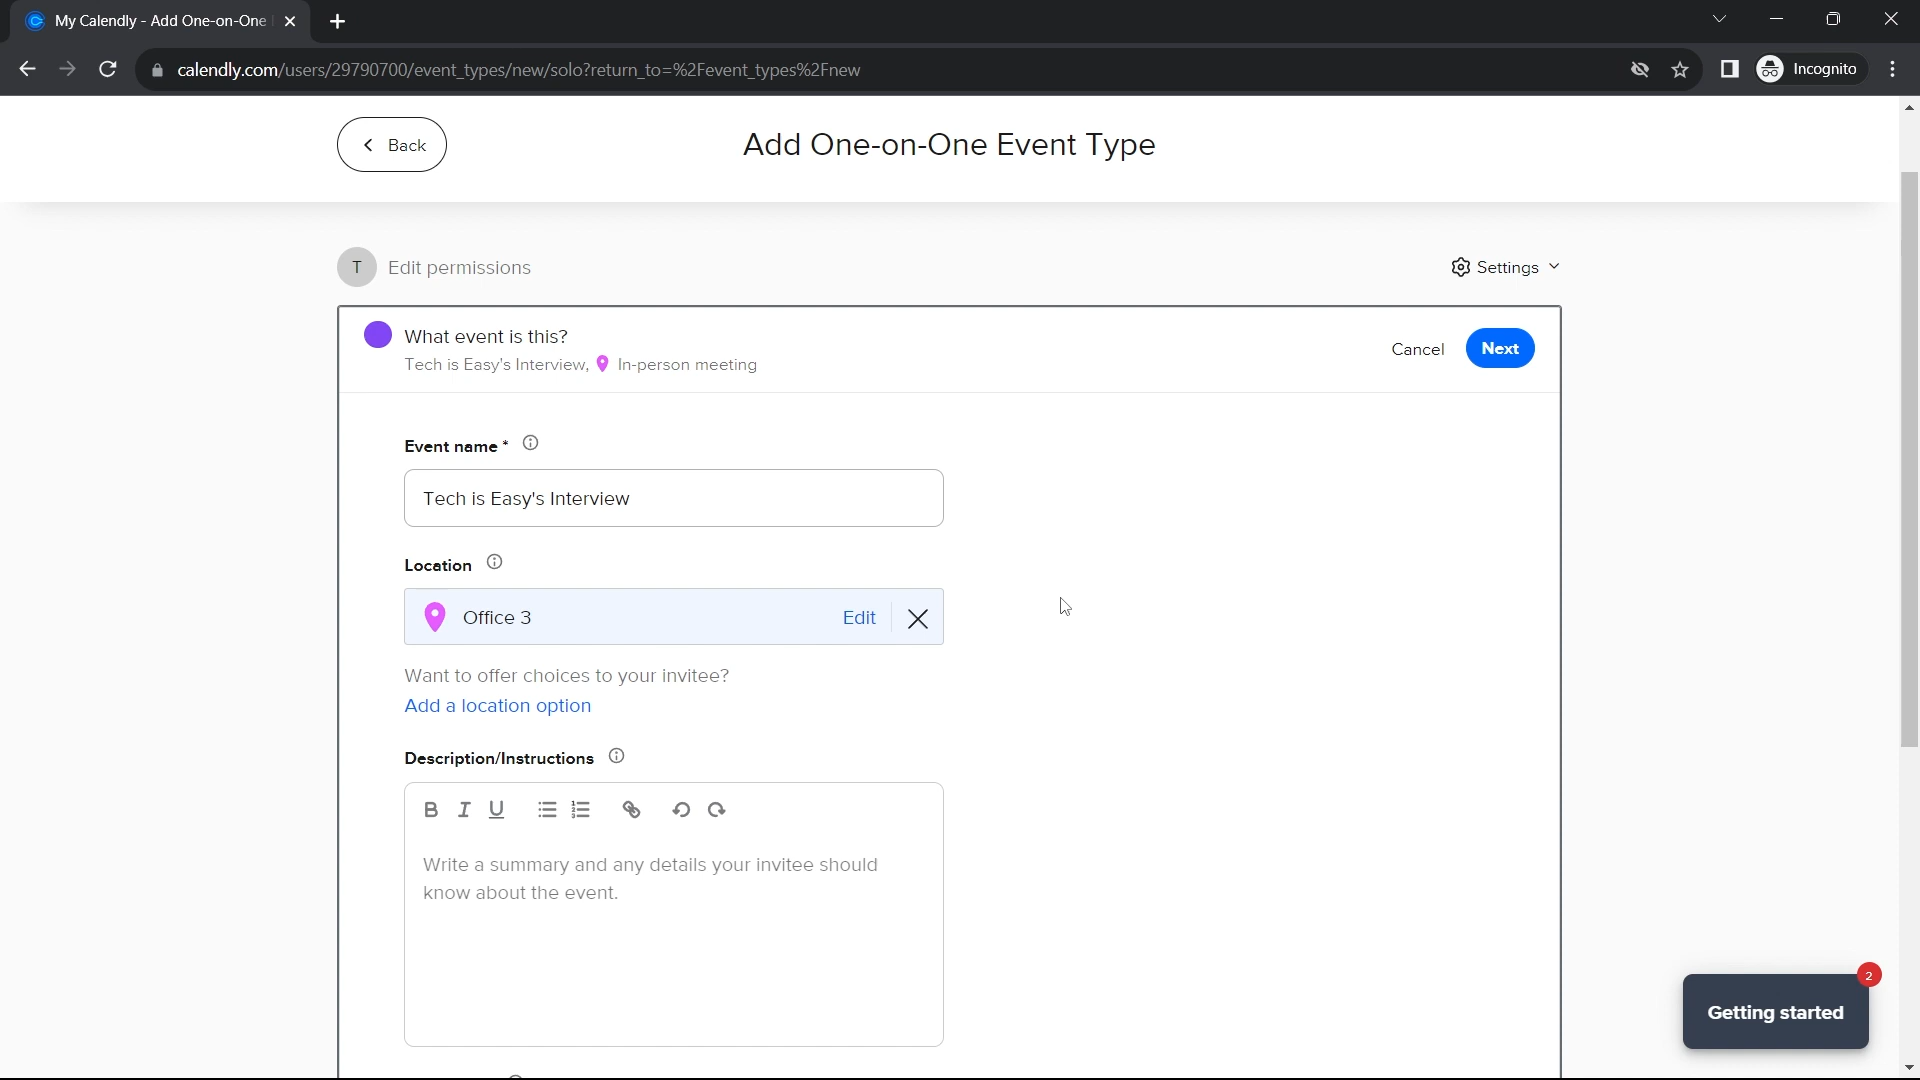 My Calendly - Add One-on-One
calendly.com/users/29790700/event_types/new/solo?return_to=%2Fevent_types%2Fnew
Incognito
Back
Add One-on-One Event Type
T
Edit permissions
Settings
What event is this?
Tech is Easy's Interview, In-person meeting
Cancel
Next
Event name *
Tech is Easy's Interview
Location
Office 3
Edit
Want to offer choices to your invitee?
Add a location option
Description/Instructions
B I U
Write a summary and any details your invitee should
know about the event.
2
Getting started